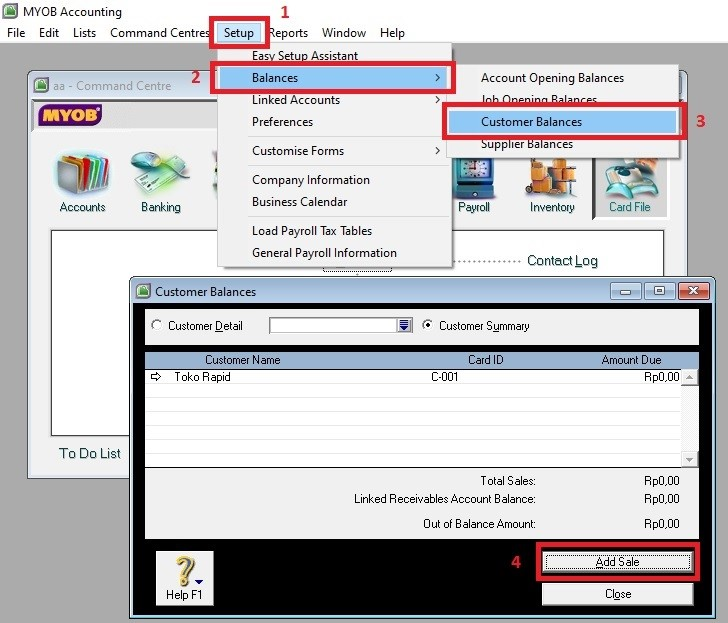 MYOB Accounting
1
File Edit Lists Command Centres Setup Reports Window Help
Easy Setup Assistant
2
Balances
Linked Accounts
Preferences
Customise Forms
Company Information
Business Calendar
Load Payroll Tax Tables
General Payroll Information
Account Opening Balances
Job Opening Balances
Customer Balances
3
Supplier Balances
aa - Command Centre
MYOB
Accounts Banking Payroll Inventory Card File
Contact Log
To Do List
Customer Balances
Customer Detail Customer Summary
Customer Name Card ID Amount Due
Toko Rapid C-001 Rp0,00
Total Sales: Rp0,00
Linked Receivables Account Balance: Rp0,00
Out of Balance Amount: Rp0,00
4
Add Sale
?
Help F1
Close